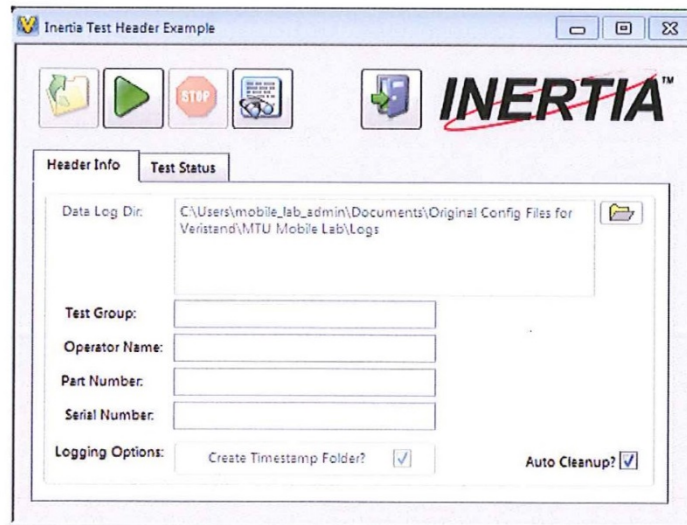 Inertia Test Header Example
STOP
INERTIA™
Header Info
Test Status
Data Log Dir:
C:\Users\mobile_lab_admin\Documents\Original Config Files for
Veristand\MTU Mobile Lab\Logs
Test Group:
Operator Name:
Part Number:
Serial Number:
Logging Options:
Create Timestamp Folder?
Auto Cleanup?